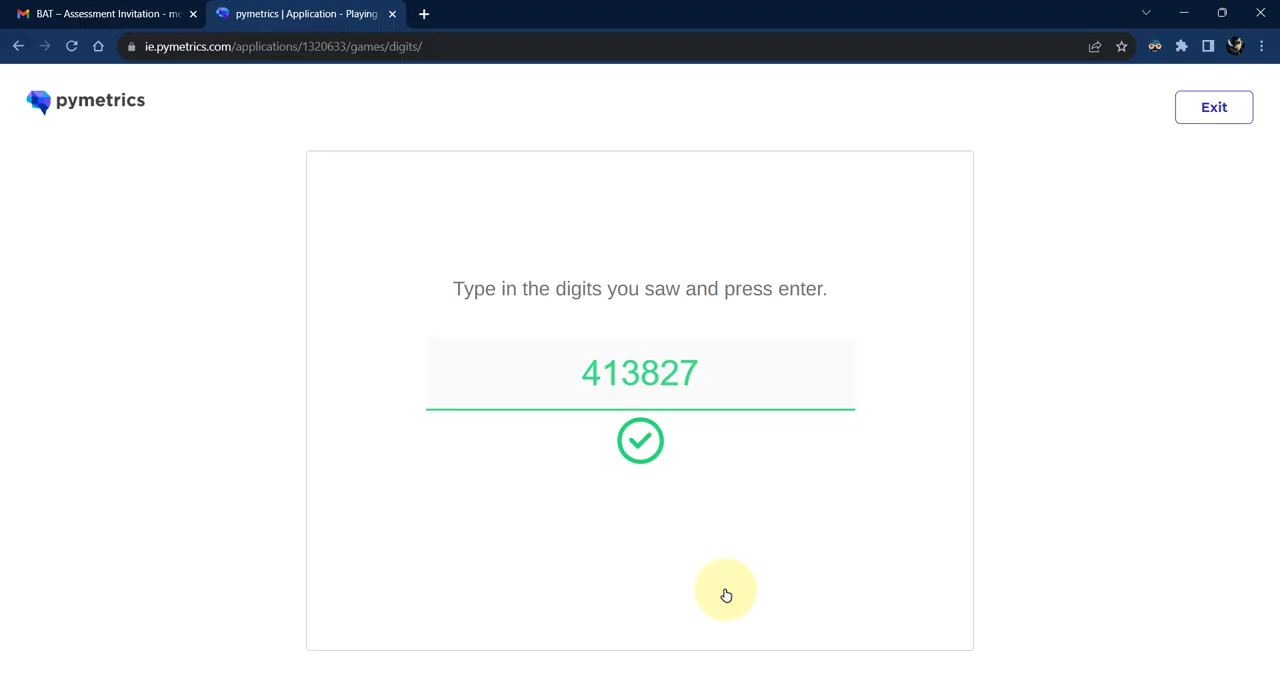 BAT – Assessment Invitation - me
pymetrics | Application - Playing
ie.pymetrics.com/applications/1320633/games/digits/
pymetrics
Exit
Type in the digits you saw and press enter.
413827